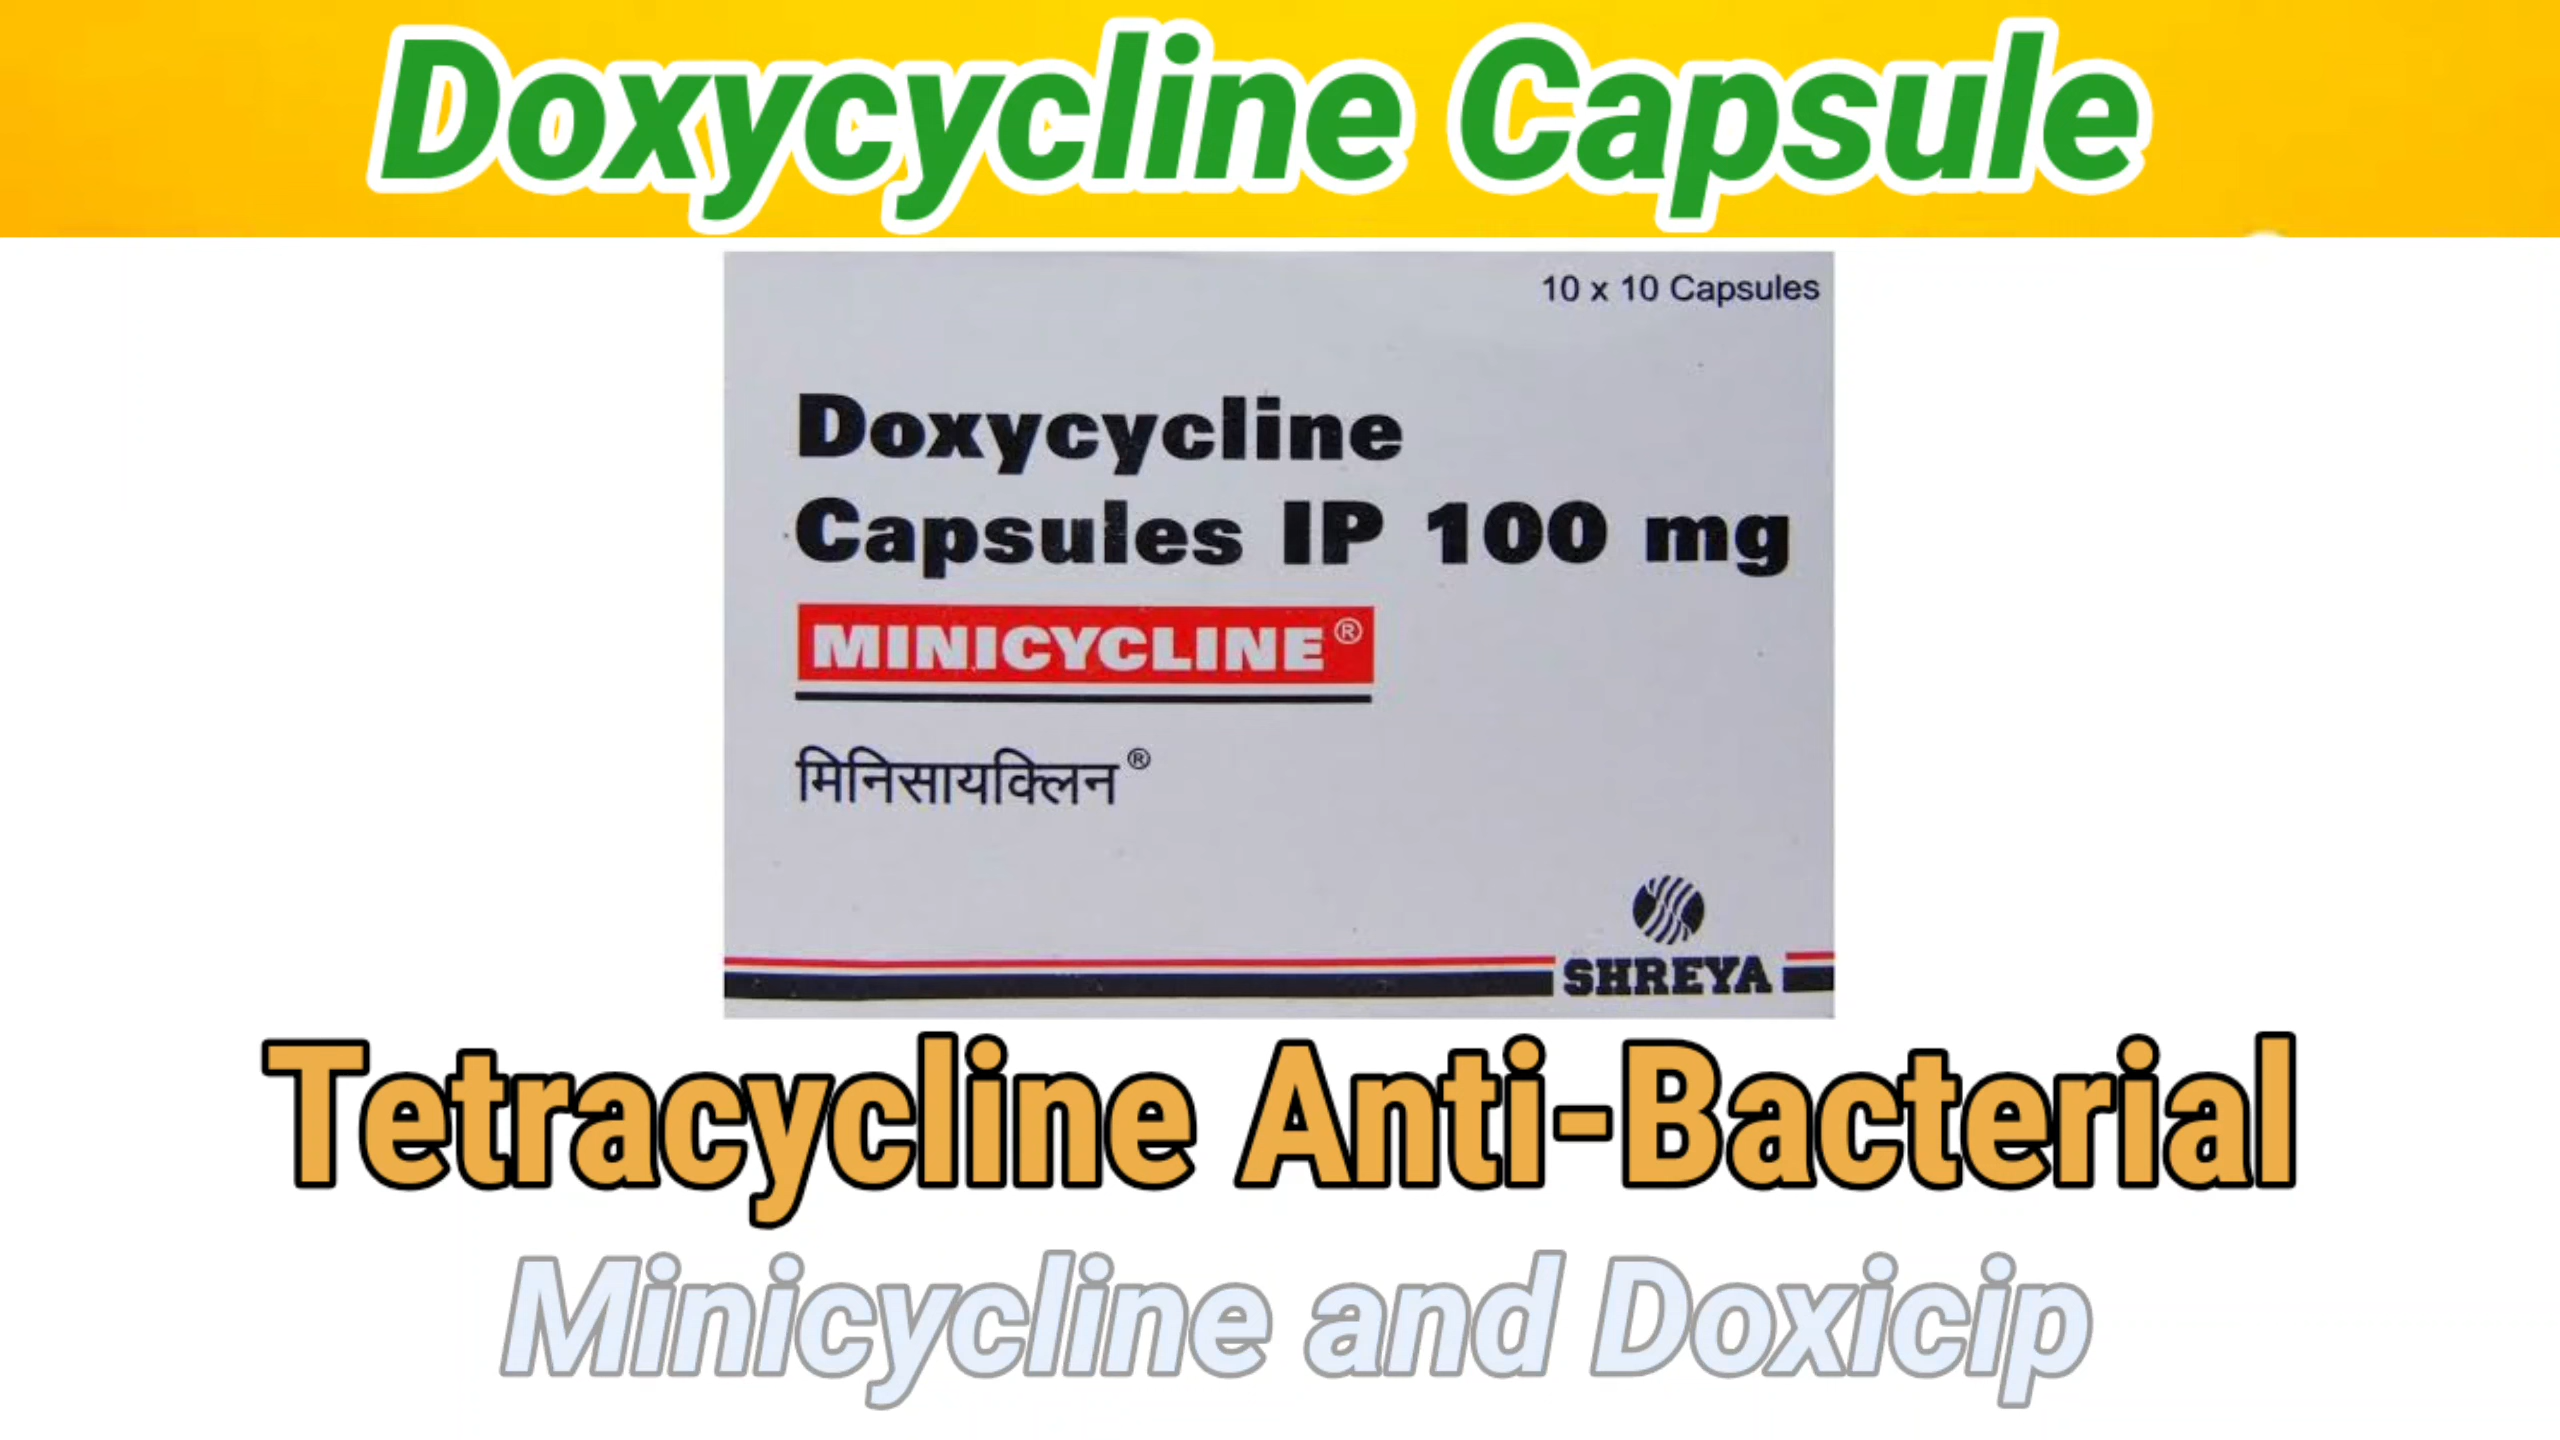 Doxycycline Capsule
10 x 10 Capsules
Doxycycline
Capsules IP 100 mg
MINICYCLINE®
मिनिसायक्लिन®
SHREYA
Tetracycline Anti-Bacterial
Minicycline and Doxicip